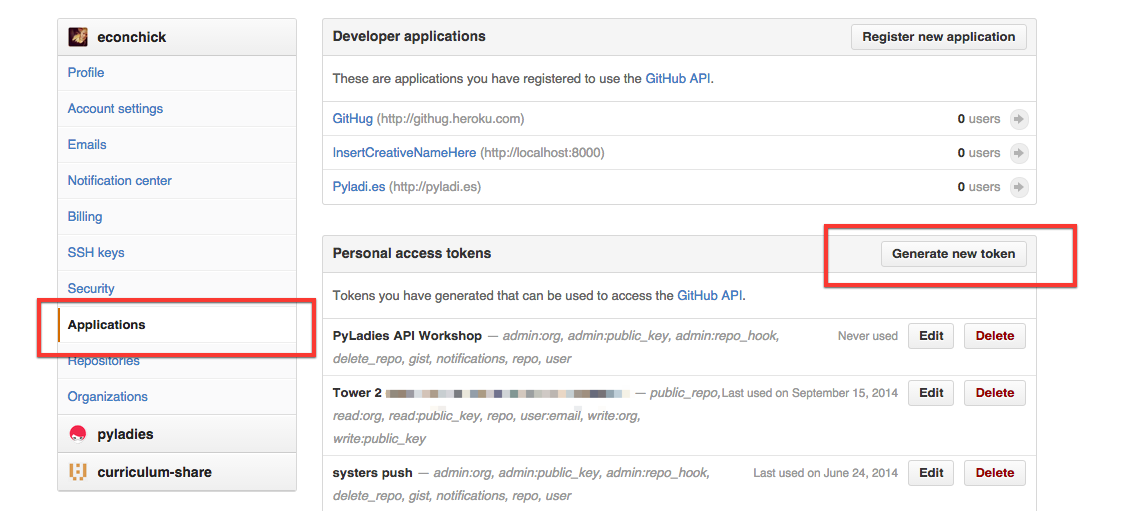 econchick
Profile
Account settings
Emails
Notification center
Billing
SSH keys
Security
Applications
Repositories
Organizations
pyladies
curriculum-share
Developer applications
Register new application
These are applications you have registered to use the GitHub API.
GitHug (http://githug.heroku.com) 0 users
InsertCreativeNameHere (http://localhost:8000) 0 users
Pyladi.es (http://pyladi.es) 0 users
Personal access tokens
Generate new token
Tokens you have generated that can be used to access the GitHub API.
PyLadies API Workshop — admin:org, admin:public_key, admin:repo_hook, Never used Edit Delete
delete_repo, gist, notifications, repo, user
Tower 2 — public_repo, Last used on September 15, 2014 Edit Delete
read:org, read:public_key, repo, user:email, write:org,
write:public_key
systers push — admin:org, admin:public_key, admin:repo_hook, Last used on June 24, 2014 Edit Delete
delete_repo, gist, notifications, repo, user